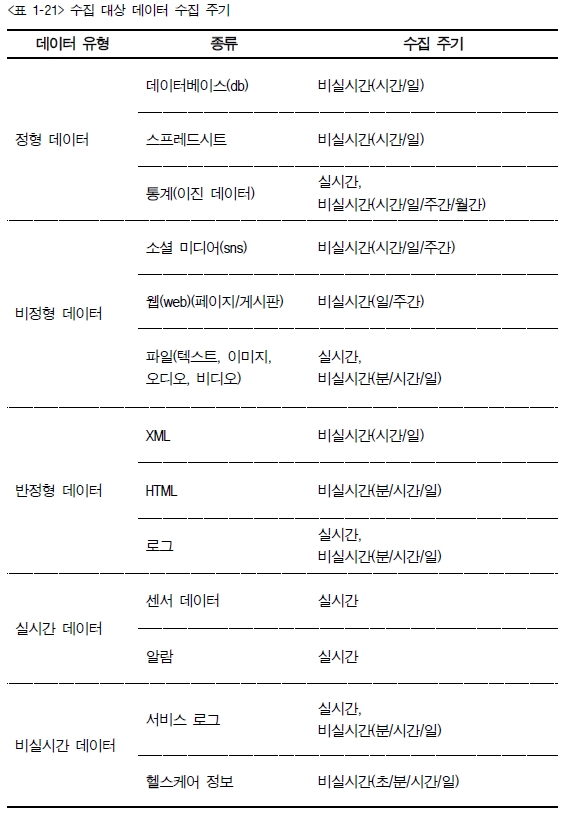 <표 1-21> 수집 대상 데이터 수집 주기
데이터 유형 종류 수집 주기
정형 데이터
데이터베이스(db) 비실시간(시간/일)
스프레드시트 비실시간(시간/일)
통계(이진 데이터) 실시간,
비실시간(시간/일/주간/월간)
비정형 데이터
소셜 미디어(sns) 비실시간(시간/일/주간)
웹(web)(페이지/게시판) 비실시간(일/주간)
파일(텍스트, 이미지,
오디오, 비디오)
실시간,
비실시간(분/시간/일)
반정형 데이터
XML 비실시간(시간/일)
HTML 비실시간(분/시간/일)
로그 실시간,
비실시간(분/시간/일)
실시간 데이터
센서 데이터 실시간
알람 실시간
비실시간 데이터
서비스 로그 실시간,
비실시간(분/시간/일)
헬스케어 정보 비실시간(초/분/시간/일)